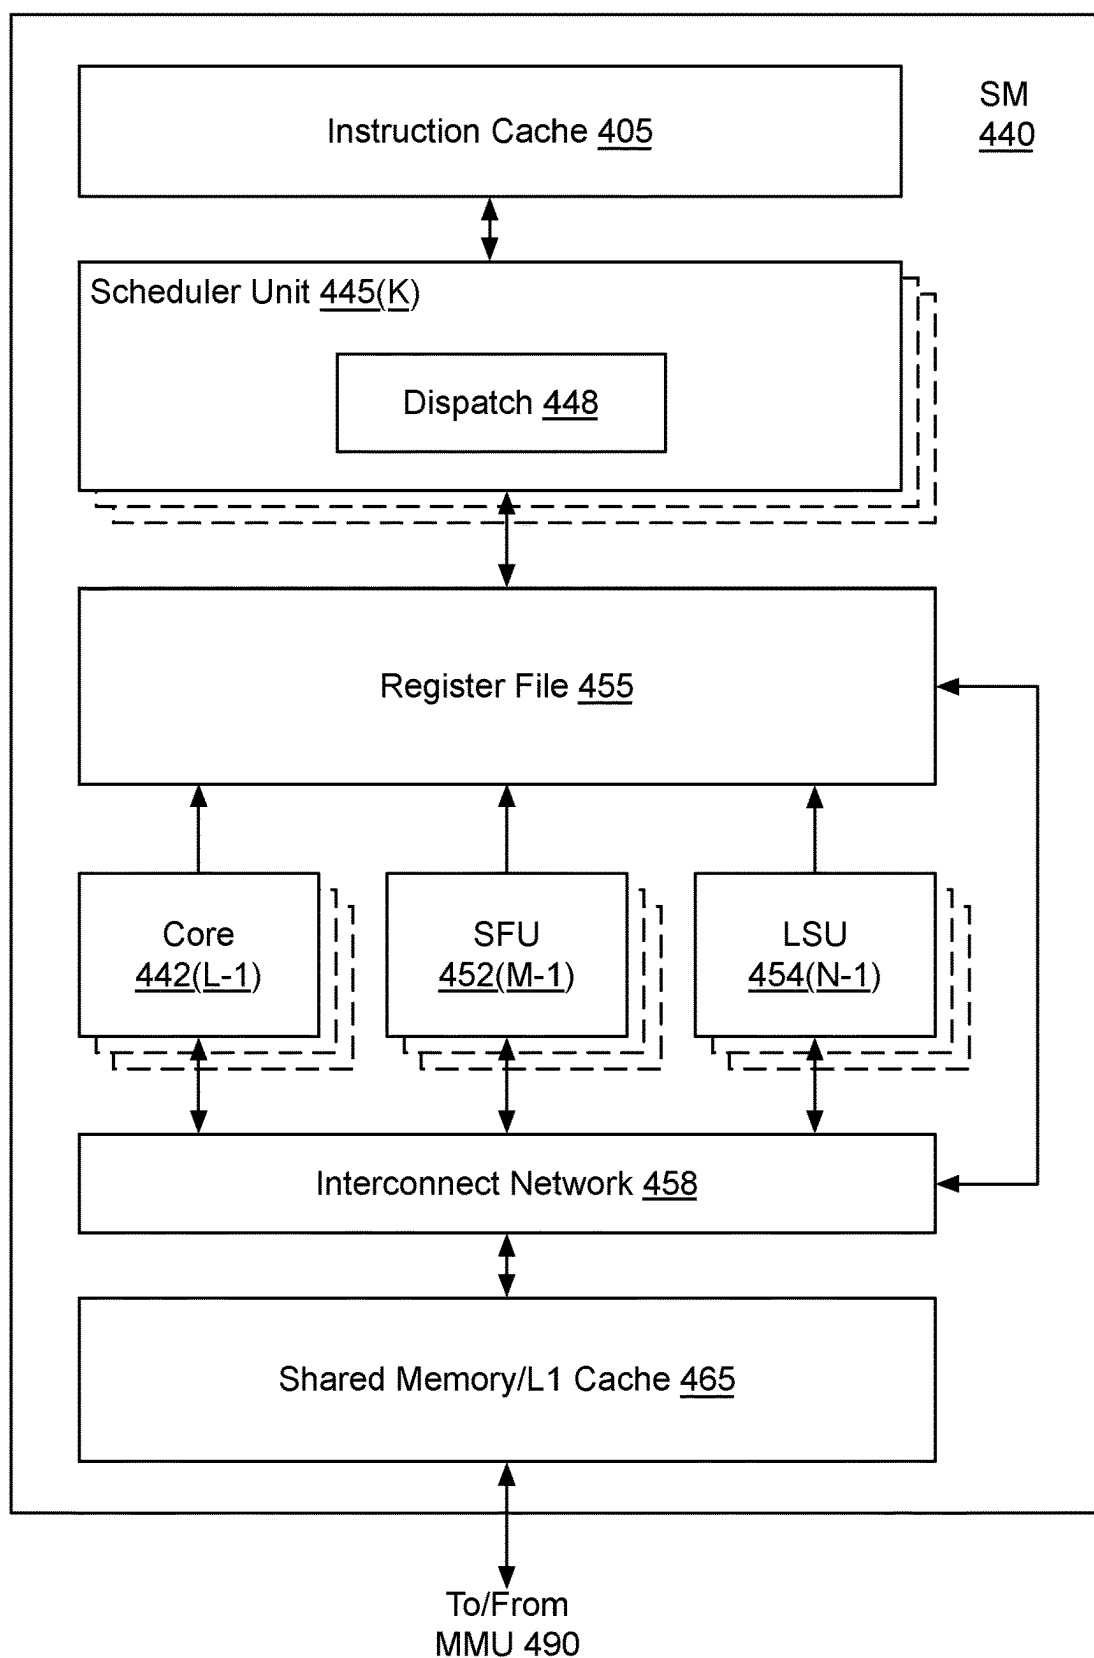 SM
440
Instruction Cache 405
Scheduler Unit 445(K)
Dispatch 448
Register File 455
Core
442(L-1)
SFU
452(M-1)
LSU
454(N-1)
Interconnect Network 458
Shared Memory/L1 Cache 465
To/From
MMU 490